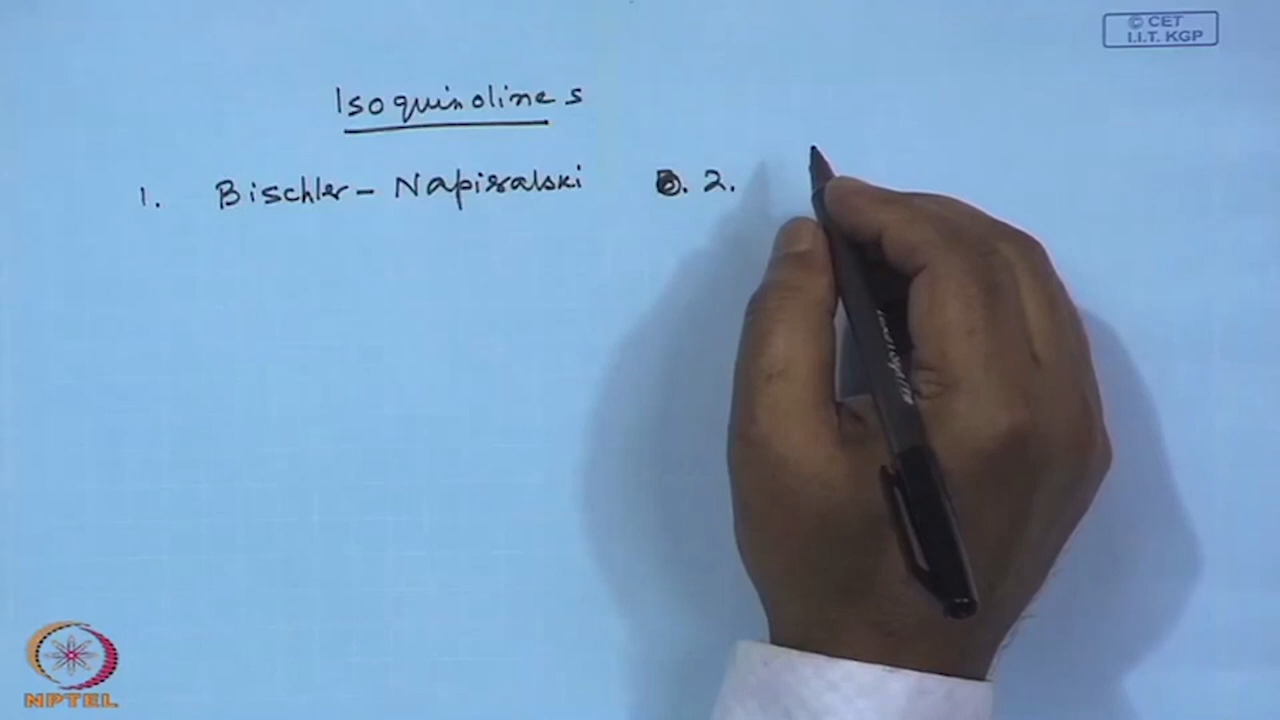 © CET
I.I.T. KGP
Isoquinolines
1. Bischler - Napiralski 2.
NPTEL